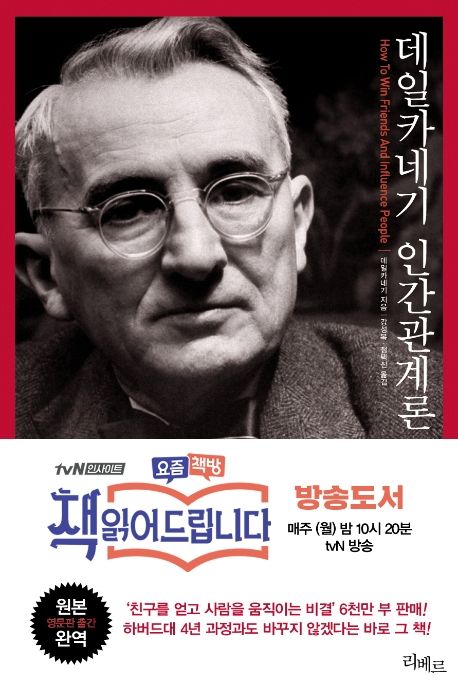 데일카네기 인간관계론
How To Win Friends And Influence People
데일카네기 지음
tvN 인사이트
요즘책방
책 읽어드립니다
방송도서
매주 (월) 밤 10시 20분
tvN 방송
원본
영문판 출간
완역
'친구를 얻고 사람을 움직이는 비결' 6천만 부 판매!
하버드대 4년 과정과도 바꾸지 않겠다는 바로 그 책!
리베르